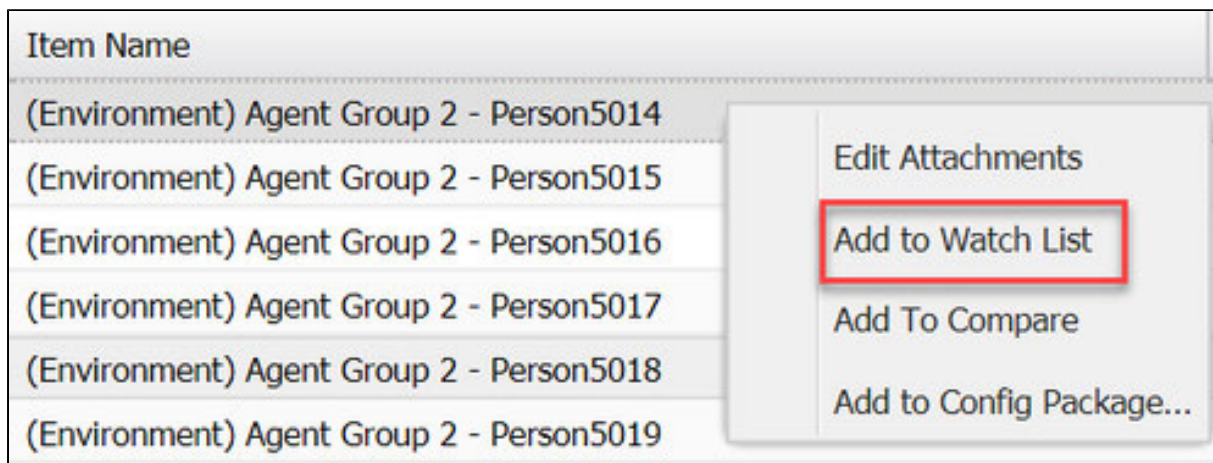 Item Name
(Environment) Agent Group 2 - Person5014
(Environment) Agent Group 2 - Person5015
(Environment) Agent Group 2 - Person5016
(Environment) Agent Group 2 - Person5017
(Environment) Agent Group 2 - Person5018
(Environment) Agent Group 2 - Person5019
Edit Attachments
Add to Watch List
Add To Compare
Add to Config Package...